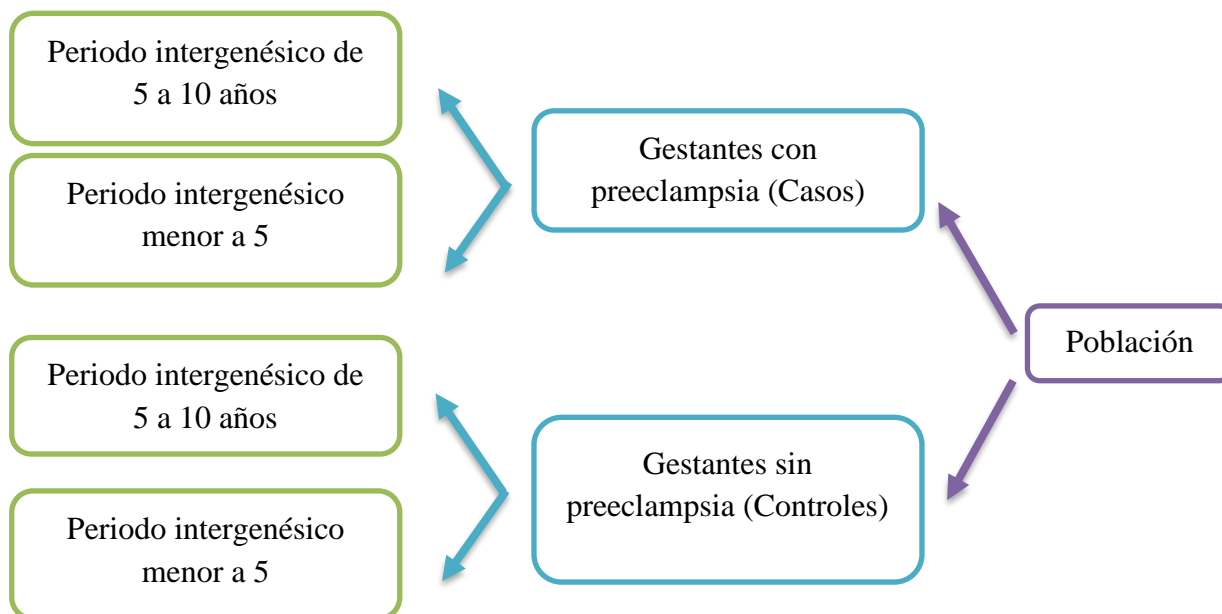 Periodo intergenésico de
5 a 10 años
Periodo intergenésico
menor a 5
Gestantes con
preeclampsia (Casos)
Población
Periodo intergenésico de
5 a 10 años
Gestantes sin
preeclampsia (Controles)
Periodo intergenésico
menor a 5